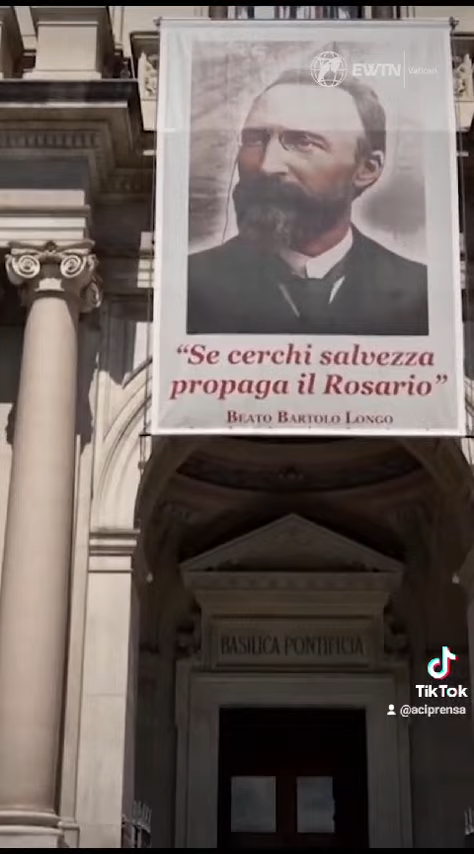 EWTN Vatican
“Se cerchi salvezza
propaga il Rosario”
BEATO BARTOLO LONGO
BASILICA PONTIFICIA
TikTok
@aciprensa